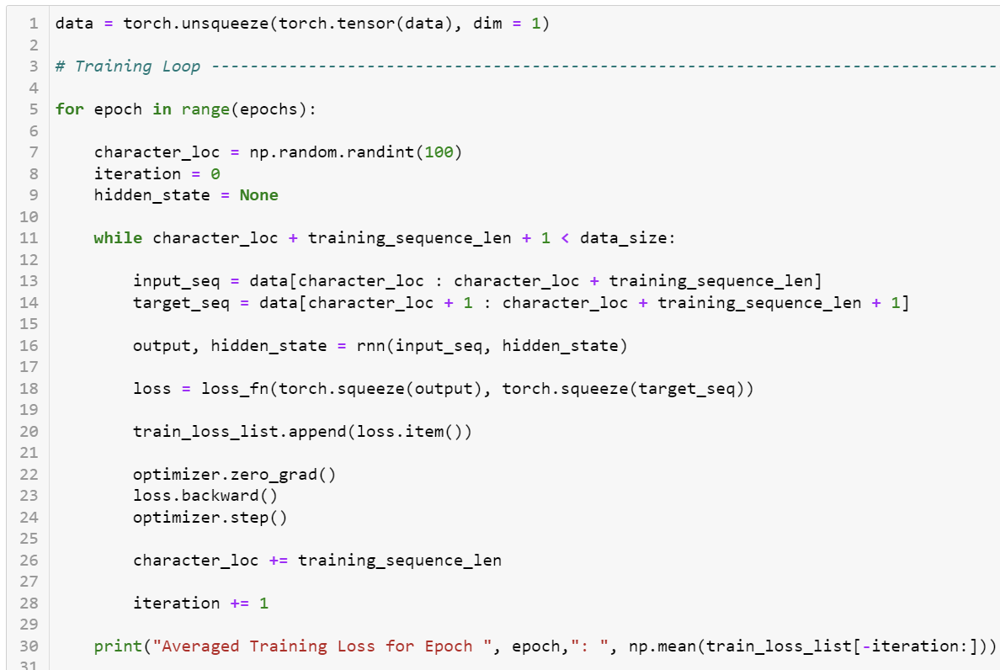 1 data = torch.unsqueeze(torch.tensor(data), dim = 1)
2
3 # Training Loop ---------------------------------------------------------------------------------
4
5 for epoch in range(epochs):
6
7     character_loc = np.random.randint(100)
8     iteration = 0
9     hidden_state = None
10
11     while character_loc + training_sequence_len + 1 < data_size:
12
13         input_seq = data[character_loc : character_loc + training_sequence_len]
14         target_seq = data[character_loc + 1 : character_loc + training_sequence_len + 1]
15
16         output, hidden_state = rnn(input_seq, hidden_state)
17
18         loss = loss_fn(torch.squeeze(output), torch.squeeze(target_seq))
19
20         train_loss_list.append(loss.item())
21
22         optimizer.zero_grad()
23         loss.backward()
24         optimizer.step()
25
26         character_loc += training_sequence_len
27
28         iteration += 1
29
30     print("Averaged Training Loss for Epoch ", epoch,": ", np.mean(train_loss_list[-iteration:]))
31